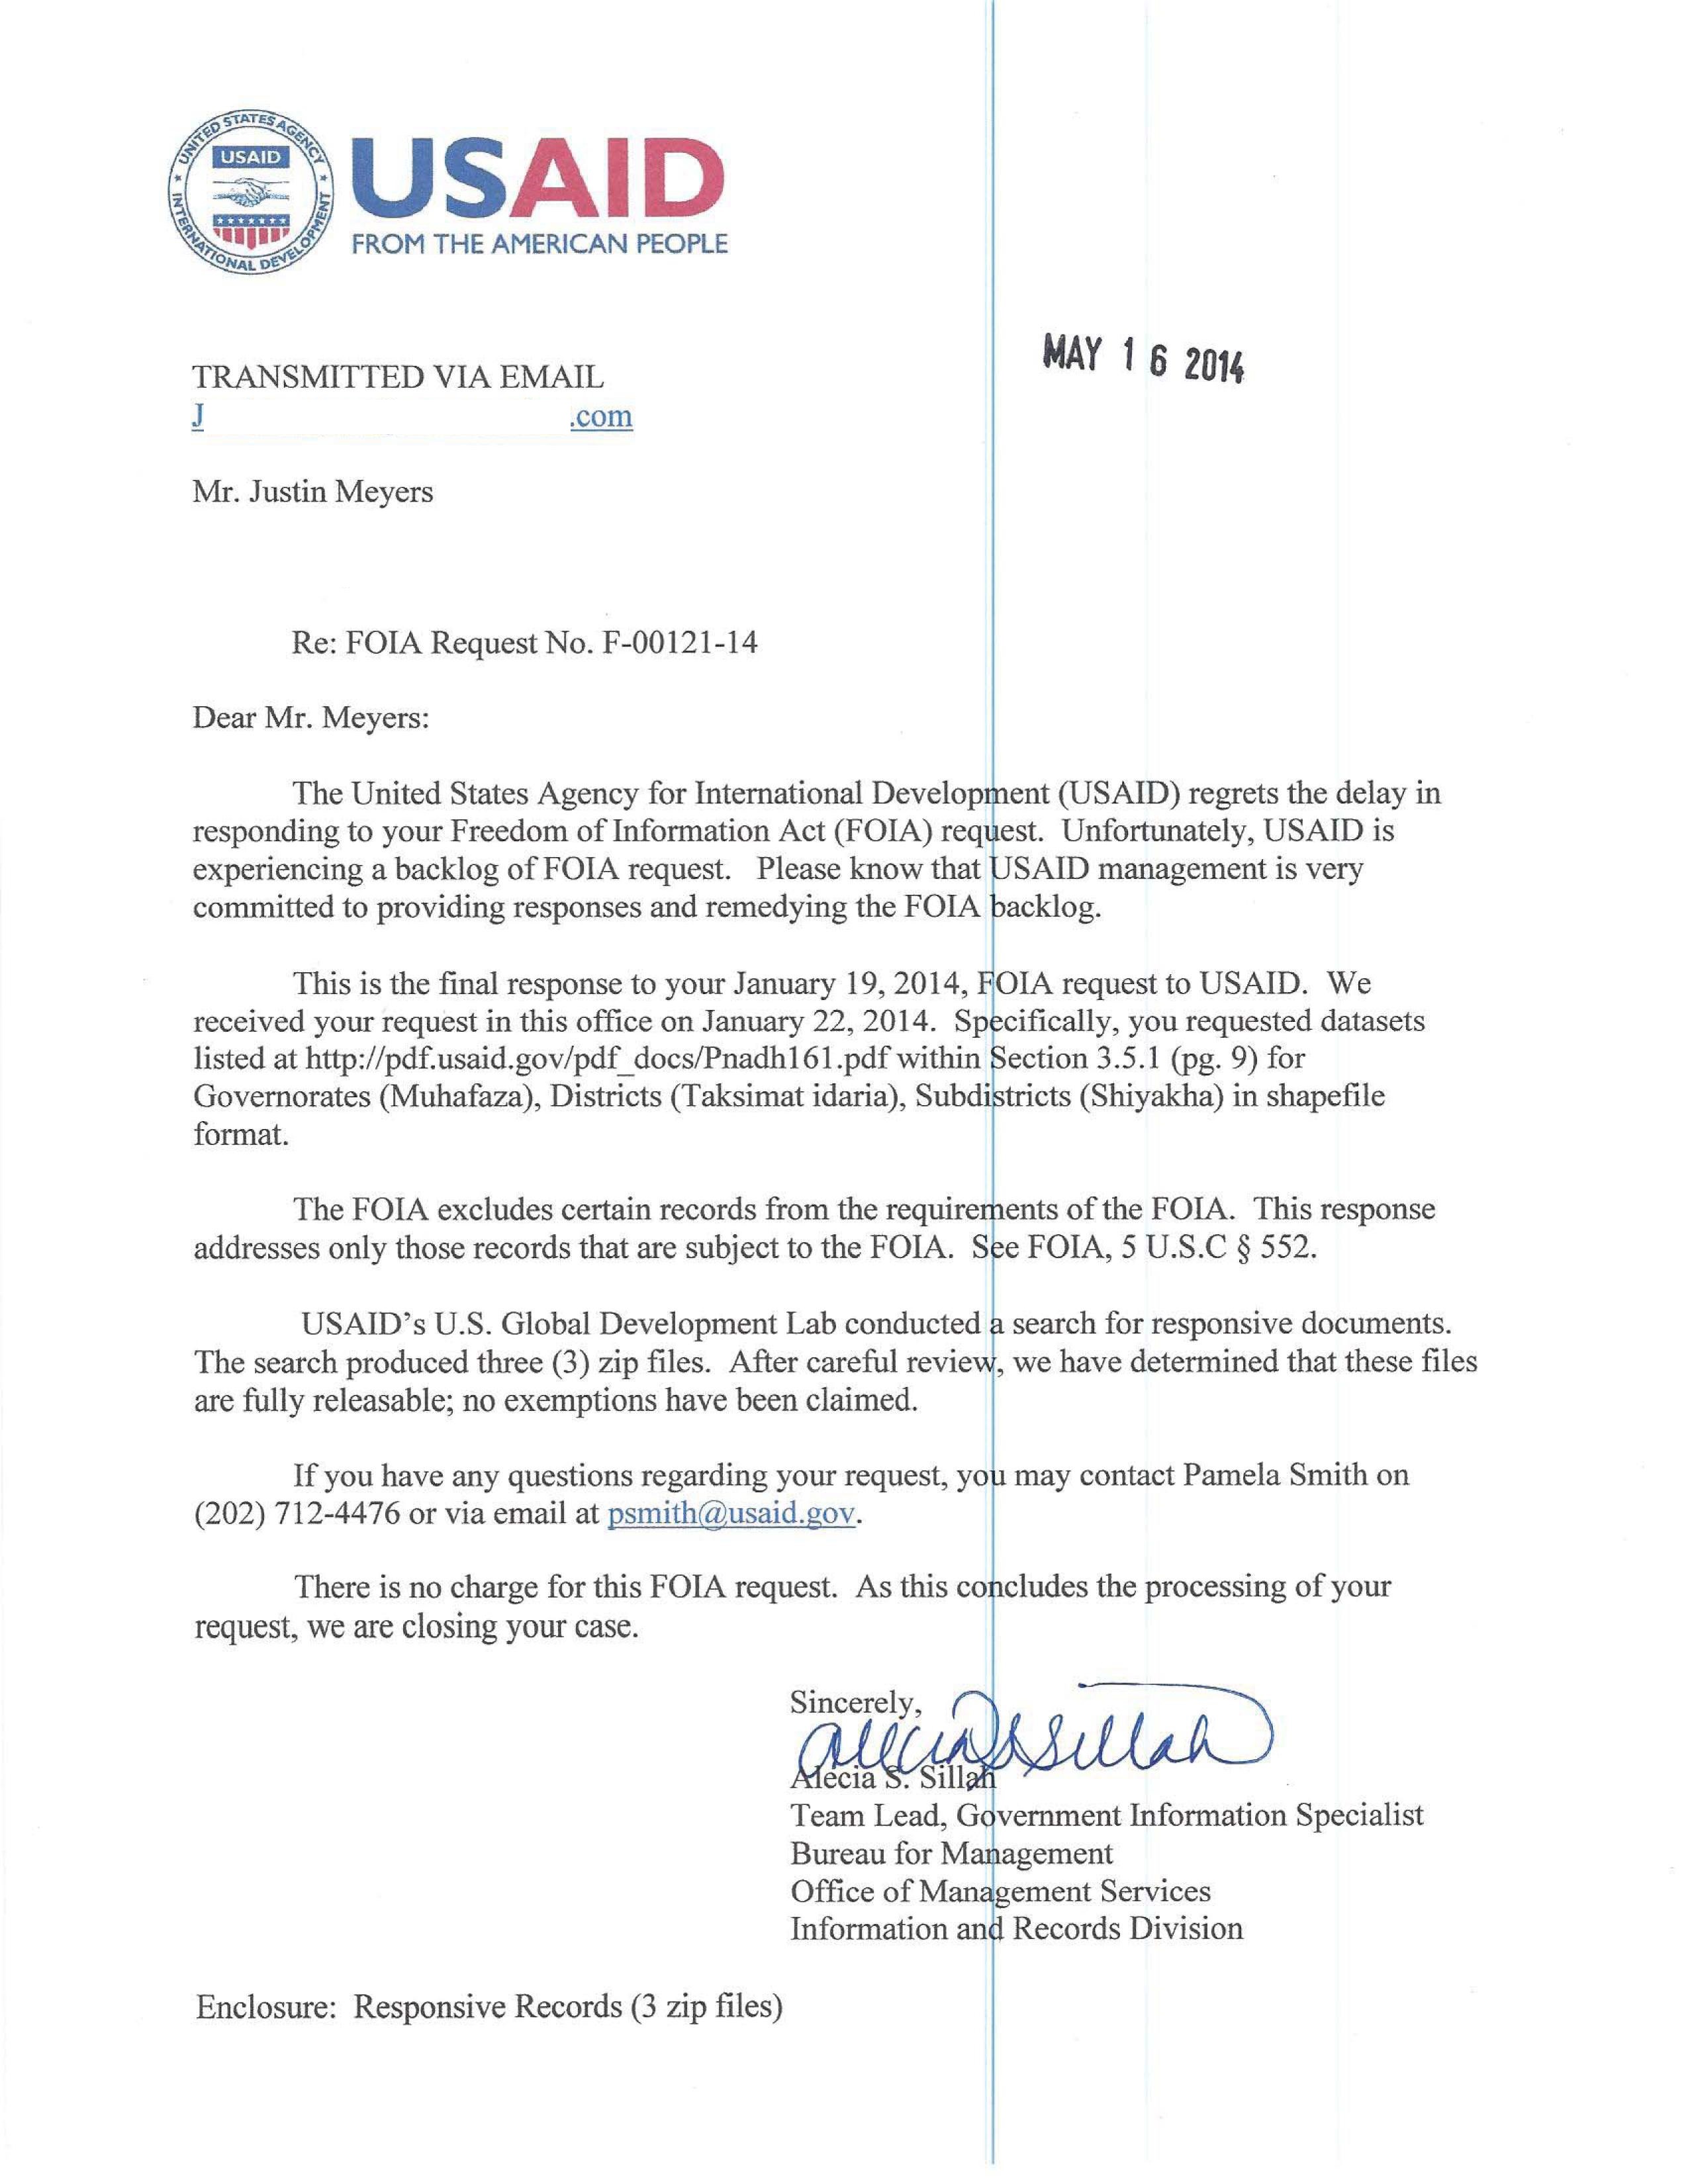 UNITED STATES AGENCY
INTERNATIONAL DEVELOPMENT
USAID
USAID
FROM THE AMERICAN PEOPLE
MAY 16 2014
TRANSMITTED VIA EMAIL
J .com
Mr. Justin Meyers
Re: FOIA Request No. F-00121-14
Dear Mr. Meyers:
The United States Agency for International Development (USAID) regrets the delay in
responding to your Freedom of Information Act (FOIA) request. Unfortunately, USAID is
experiencing a backlog of FOIA request. Please know that USAID management is very
committed to providing responses and remedying the FOIA backlog.
This is the final response to your January 19, 2014, FOIA request to USAID. We
received your request in this office on January 22, 2014. Specifically, you requested datasets
listed at http://pdf.usaid.gov/pdf_docs/Pnadh161.pdf within Section 3.5.1 (pg. 9) for
Governorates (Muhafaza), Districts (Taksimat idaria), Subdistricts (Shiyakha) in shapefile
format.
The FOIA excludes certain records from the requirements of the FOIA. This response
addresses only those records that are subject to the FOIA. See FOIA, 5 U.S.C § 552.
USAID's U.S. Global Development Lab conducted a search for responsive documents.
The search produced three (3) zip files. After careful review, we have determined that these files
are fully releasable; no exemptions have been claimed.
If you have any questions regarding your request, you may contact Pamela Smith on
(202) 712-4476 or via email at psmith@usaid.gov.
There is no charge for this FOIA request. As this concludes the processing of your
request, we are closing your case.
Sincerely,
Alecia S Sillah
Alecia S. Sillah
Team Lead, Government Information Specialist
Bureau for Management
Office of Management Services
Information and Records Division
Enclosure: Responsive Records (3 zip files)